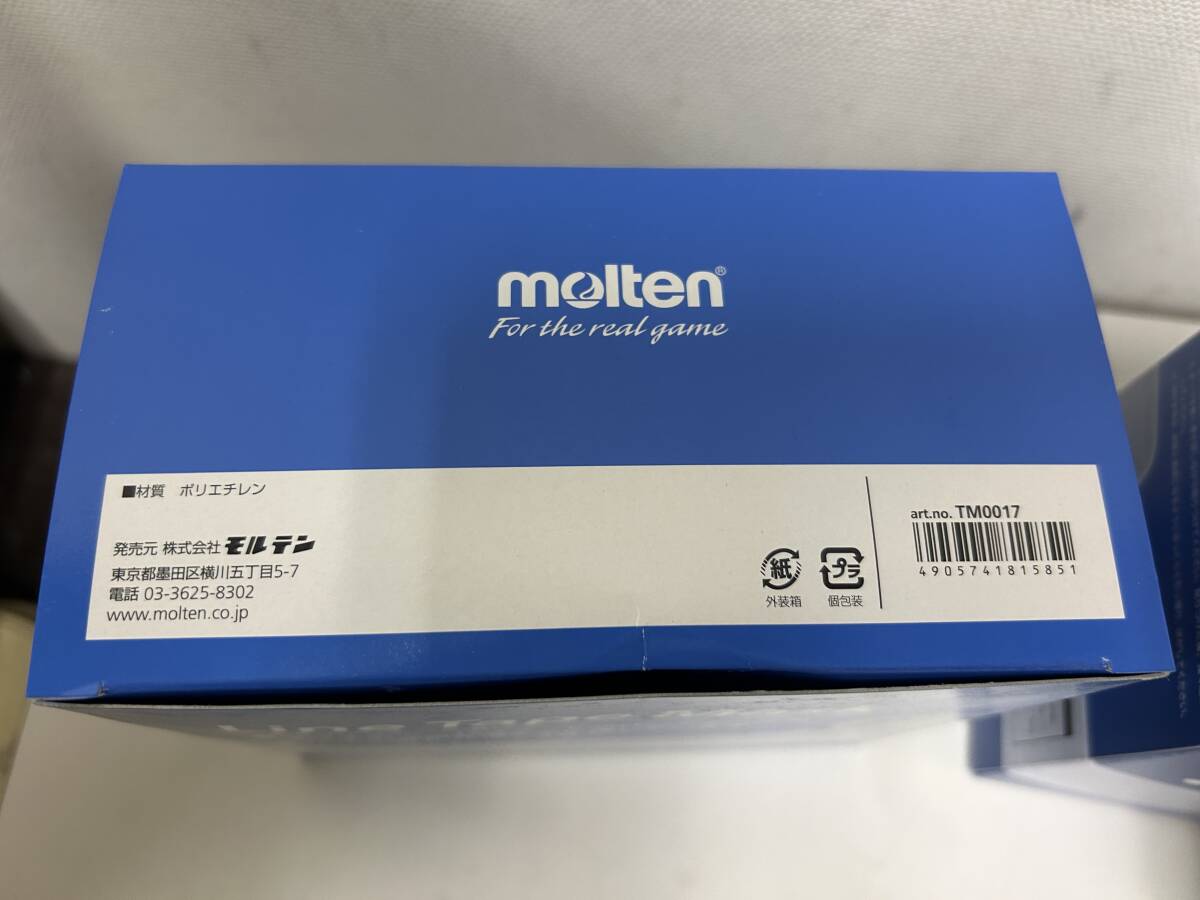 molten®
For the real game
■材質 ポリエチレン
発売元 株式会社 モルテン
東京都墨田区横川五丁目5-7
電話 03-3625-8302
www.molten.co.jp
紙
外装箱
プラ
個包装
art.no. TM0017
4905741815851
Line Tape